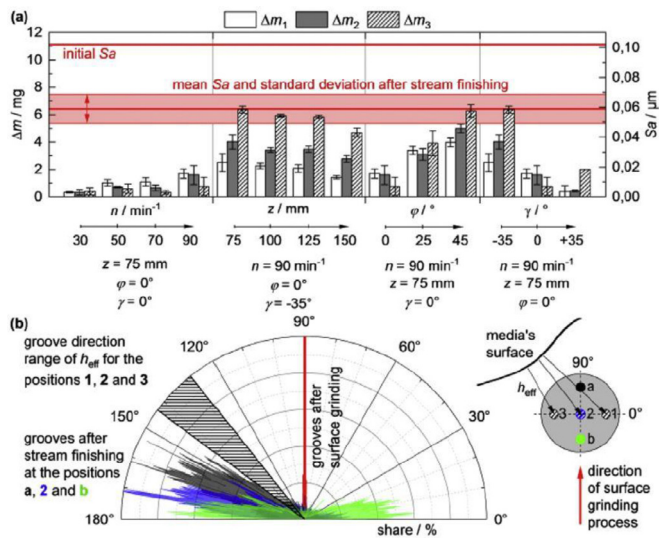 (a) Δm1 Δm2 Δm3
12
10
8
6
4
2
0
Δm / mg
initial Sa
mean Sa and standard deviation after stream finishing
0,10
0,08
0,06
0,04
0,02
0,00
Sa / µm
n / min⁻¹ z / mm φ / ° γ / °
30 50 70 90 75 100 125 150 0 25 45 -35 0 +35
z = 75 mm n = 90 min⁻¹ n = 90 min⁻¹ n = 90 min⁻¹
φ = 0° φ = 0° z = 75 mm z = 75 mm
γ = 0° γ = -35° γ = 0° φ = 0°
(b)
groove direction
range of heff for the
positions 1, 2 and 3
grooves after
stream finishing
at the positions
a, 2 and b
180°
150°
120°
90°
60°
30°
0°
grooves after
surface grinding
share / %
media's
surface
heff
90°
a
3 2 1 0°
b
direction
of surface
grinding
process